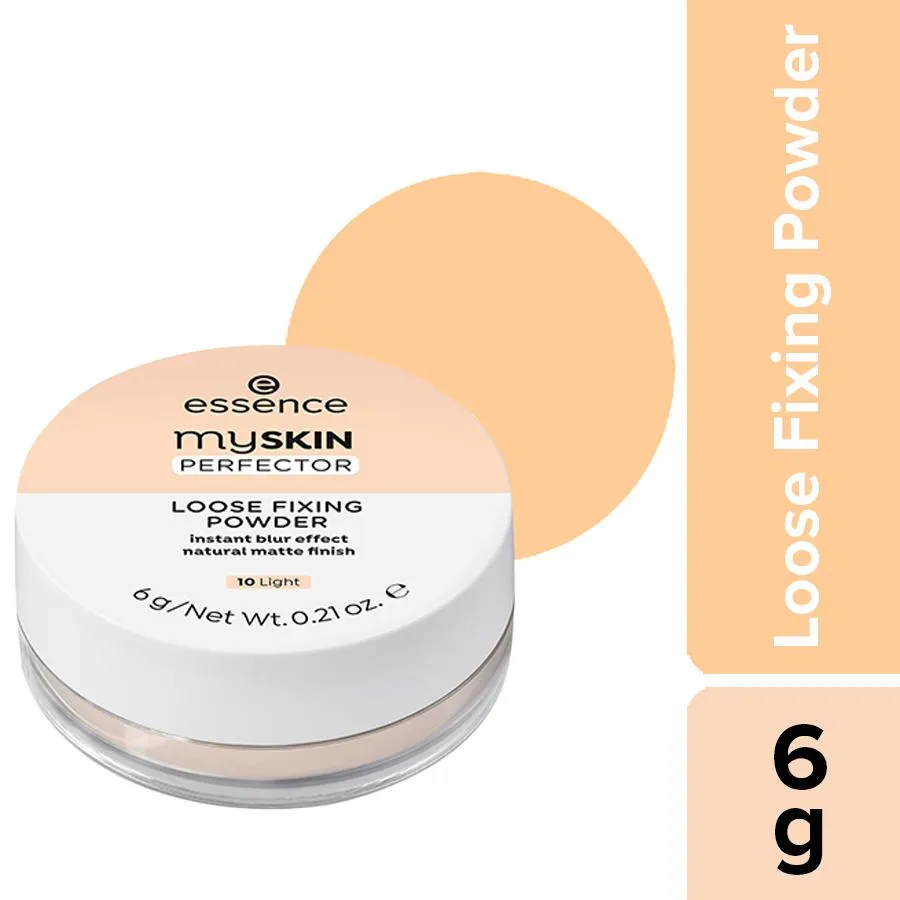 essence
mySKIN
PERFECTOR
LOOSE FIXING
POWDER
instant blur effect
natural matte finish
10 Light
6 g/Net Wt. 0.21 oz. ℮
Loose Fixing Powder
6
g